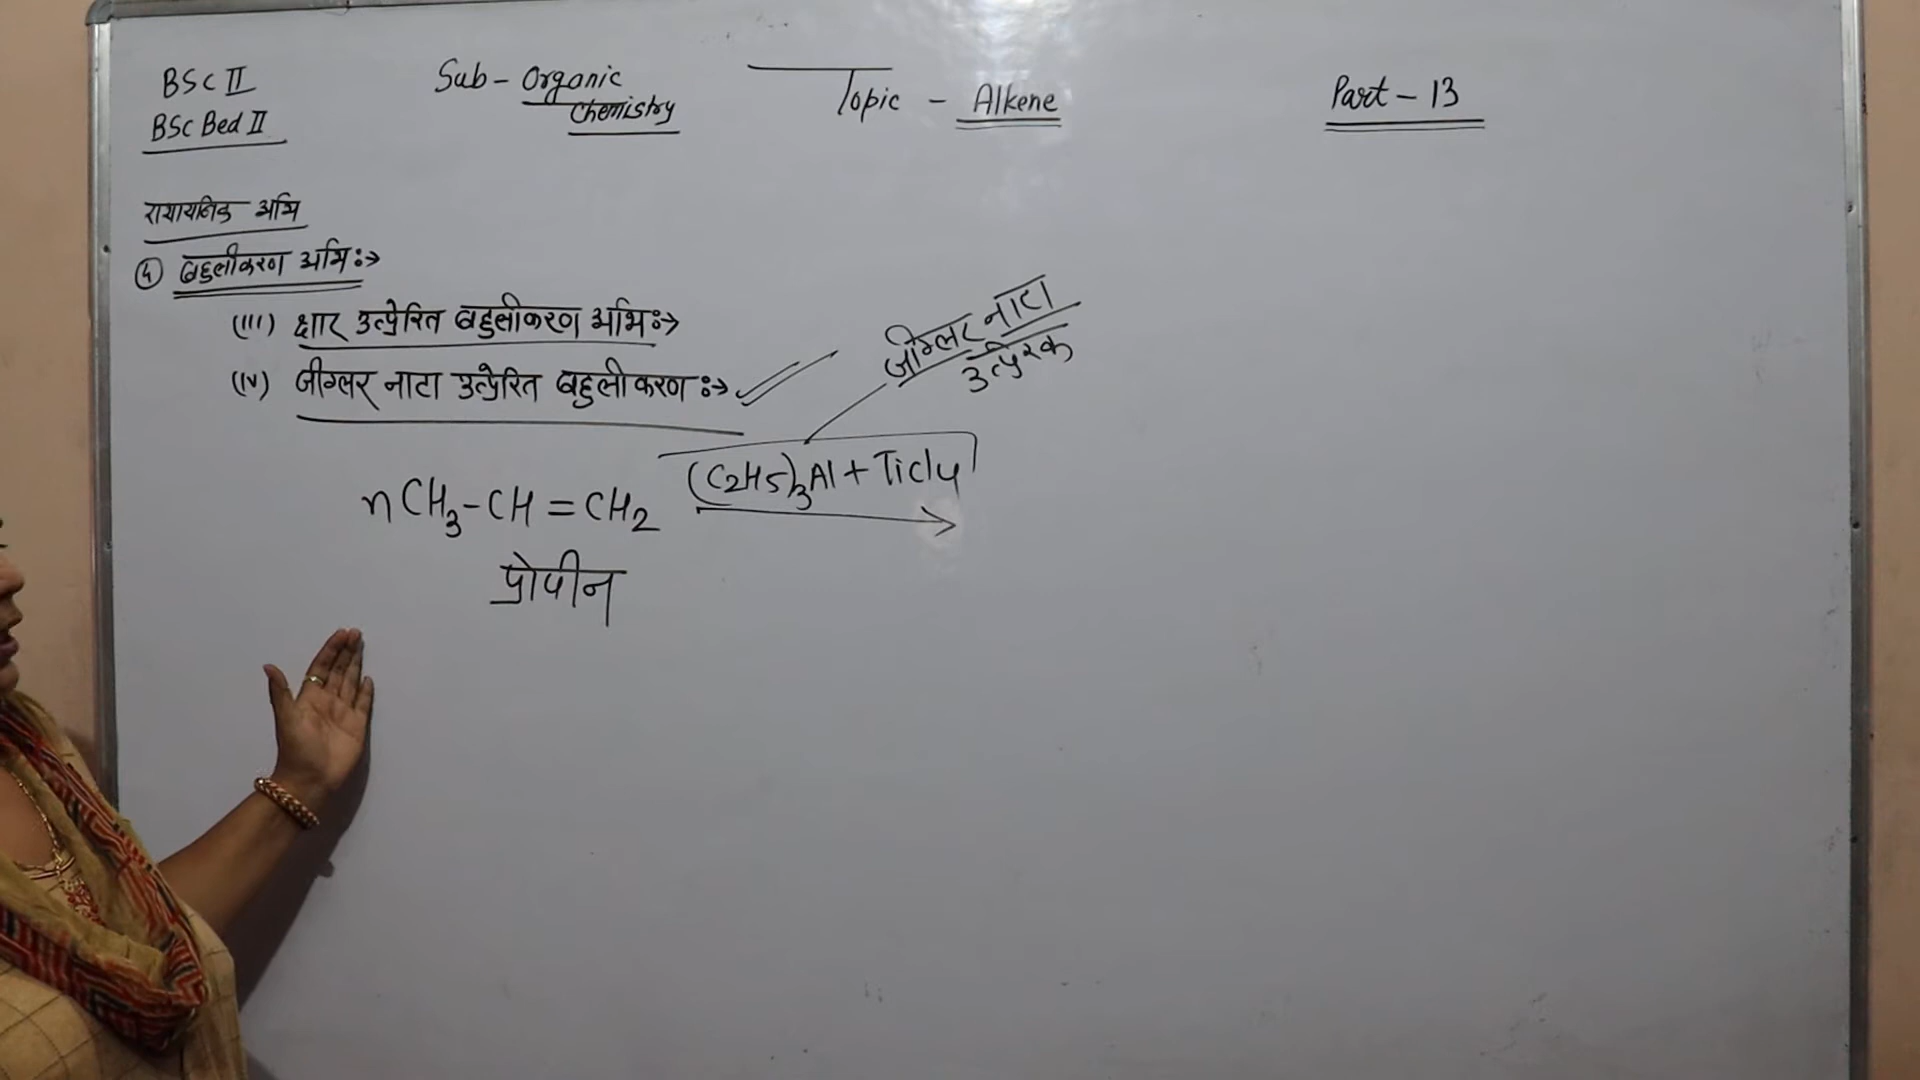 BSc II
BSc Bed II
Sub - Organic
Chemistry
Topic - Alkene
Part - 13
रासायनिक अभि
④ बहुलीकरण अभि :→
(III) क्षार उत्प्रेरित बहुलीकरण अभि :→
(IV) जीग्लर नाटा उत्प्रेरित बहुलीकरण :→
जीग्लर नाटा
उत्प्रेरक
nCH3-CH=CH2 (C2H5)3Al + TiCl4 →
प्रोपीन